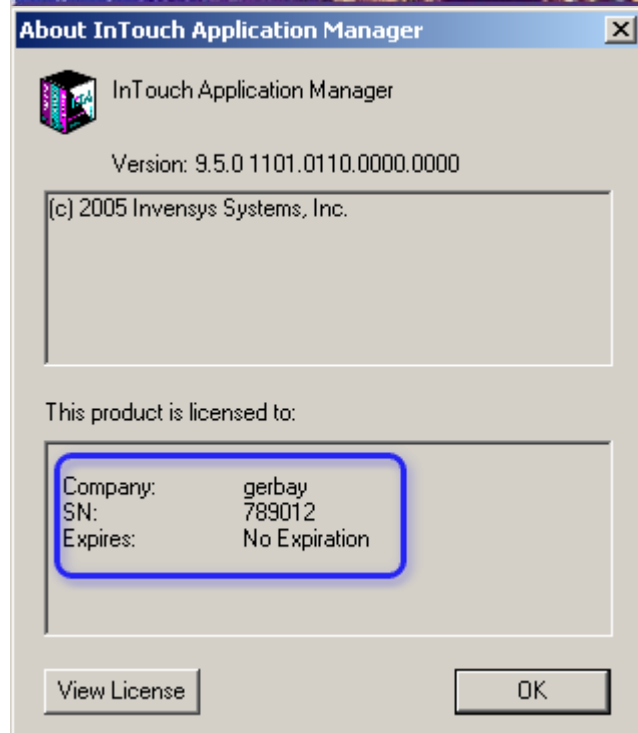 About InTouch Application Manager
InTouch Application Manager
Version: 9.5.0 1101.0110.0000.0000
(c) 2005 Invensys Systems, Inc.
This product is licensed to:
Company: gerbay
SN: 789012
Expires: No Expiration
View License OK